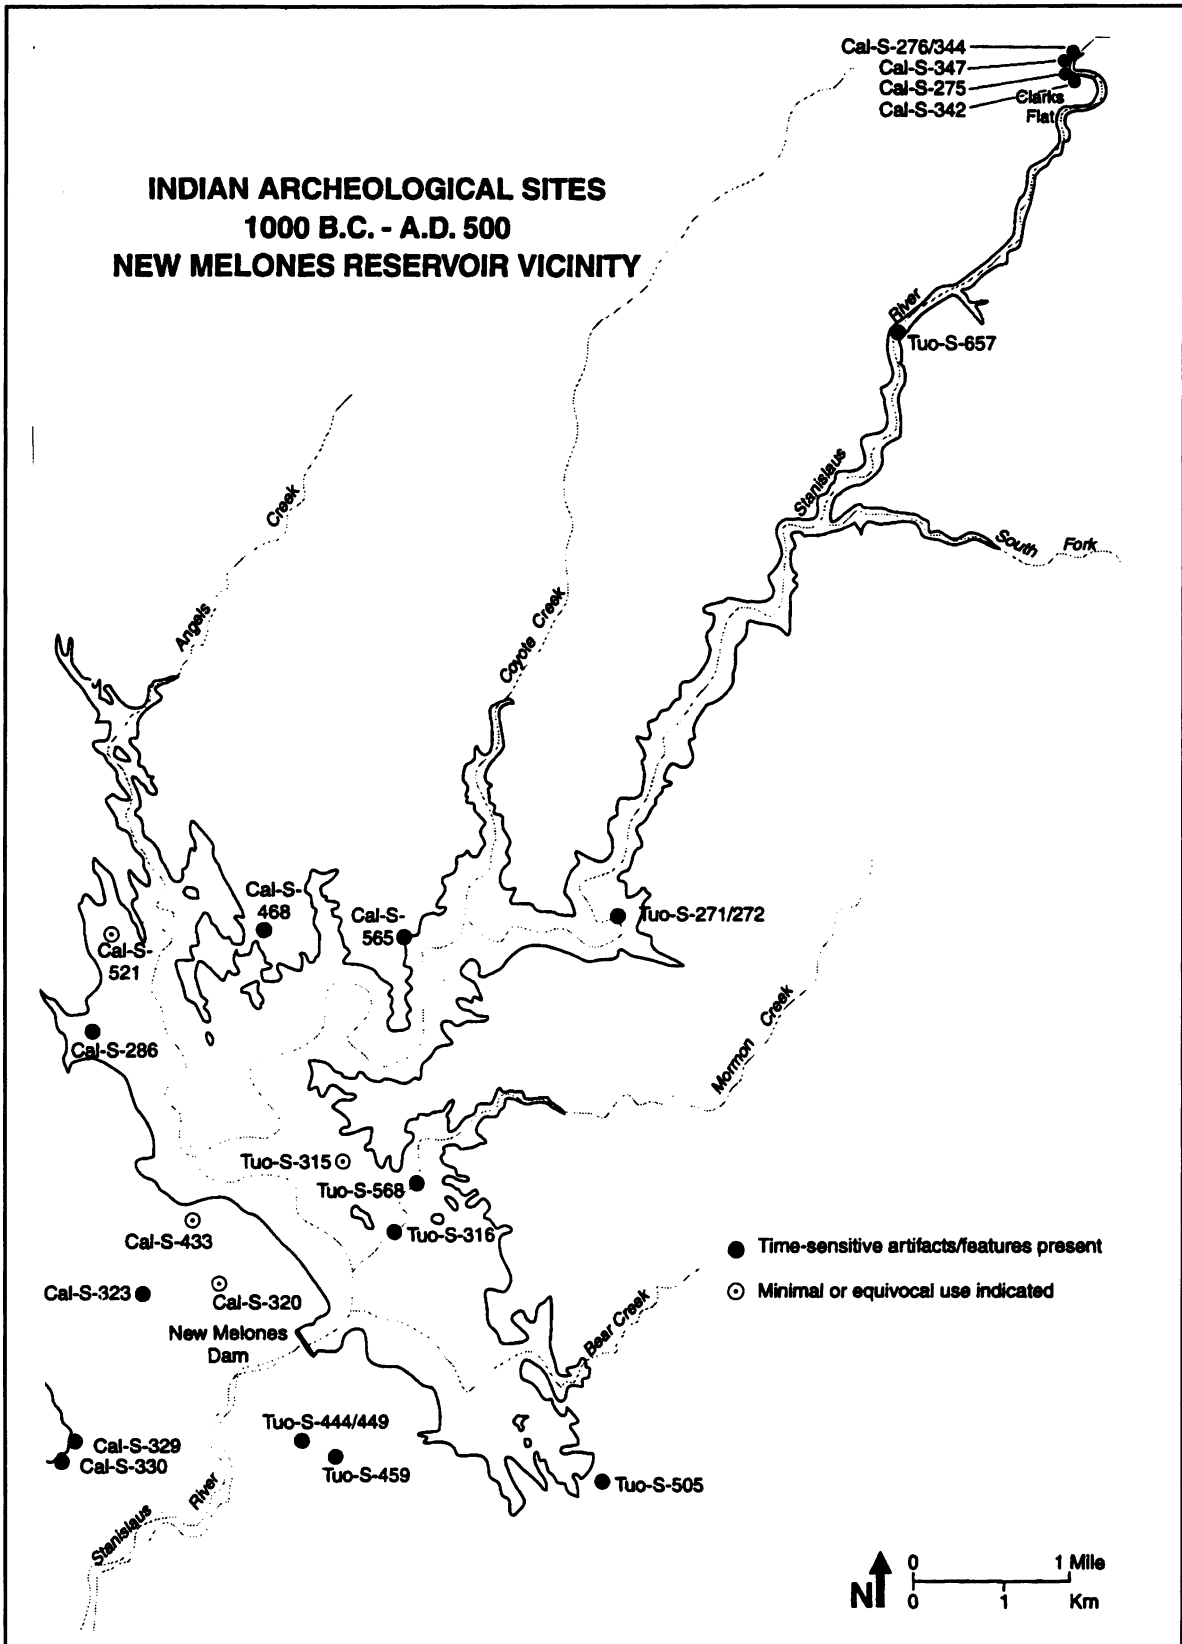 Cal-S-276/344
Cal-S-347
Cal-S-275
Cal-S-342
Clarks
Flat
INDIAN ARCHEOLOGICAL SITES
1000 B.C. - A.D. 500
NEW MELONES RESERVOIR VICINITY
River
Tuo-S-657
Stanislaus
Creek
South Fork
Angels
Coyote Creek
Cal-S-
468
Cal-S-
565
Tuo-S-271/272
Cal-S-
521
Cal-S-286
Mormon Creek
Tuo-S-315
Tuo-S-568
Tuo-S-316
Cal-S-433
Time-sensitive artifacts/features present
Cal-S-323
Cal-S-320
Minimal or equivocal use indicated
New Melones
Dam
Bear Creek
Tuo-S-444/449
Cal-S-329
Cal-S-330
Tuo-S-459
Tuo-S-505
Stanislaus River
0 1 Mile
N
0 1 Km